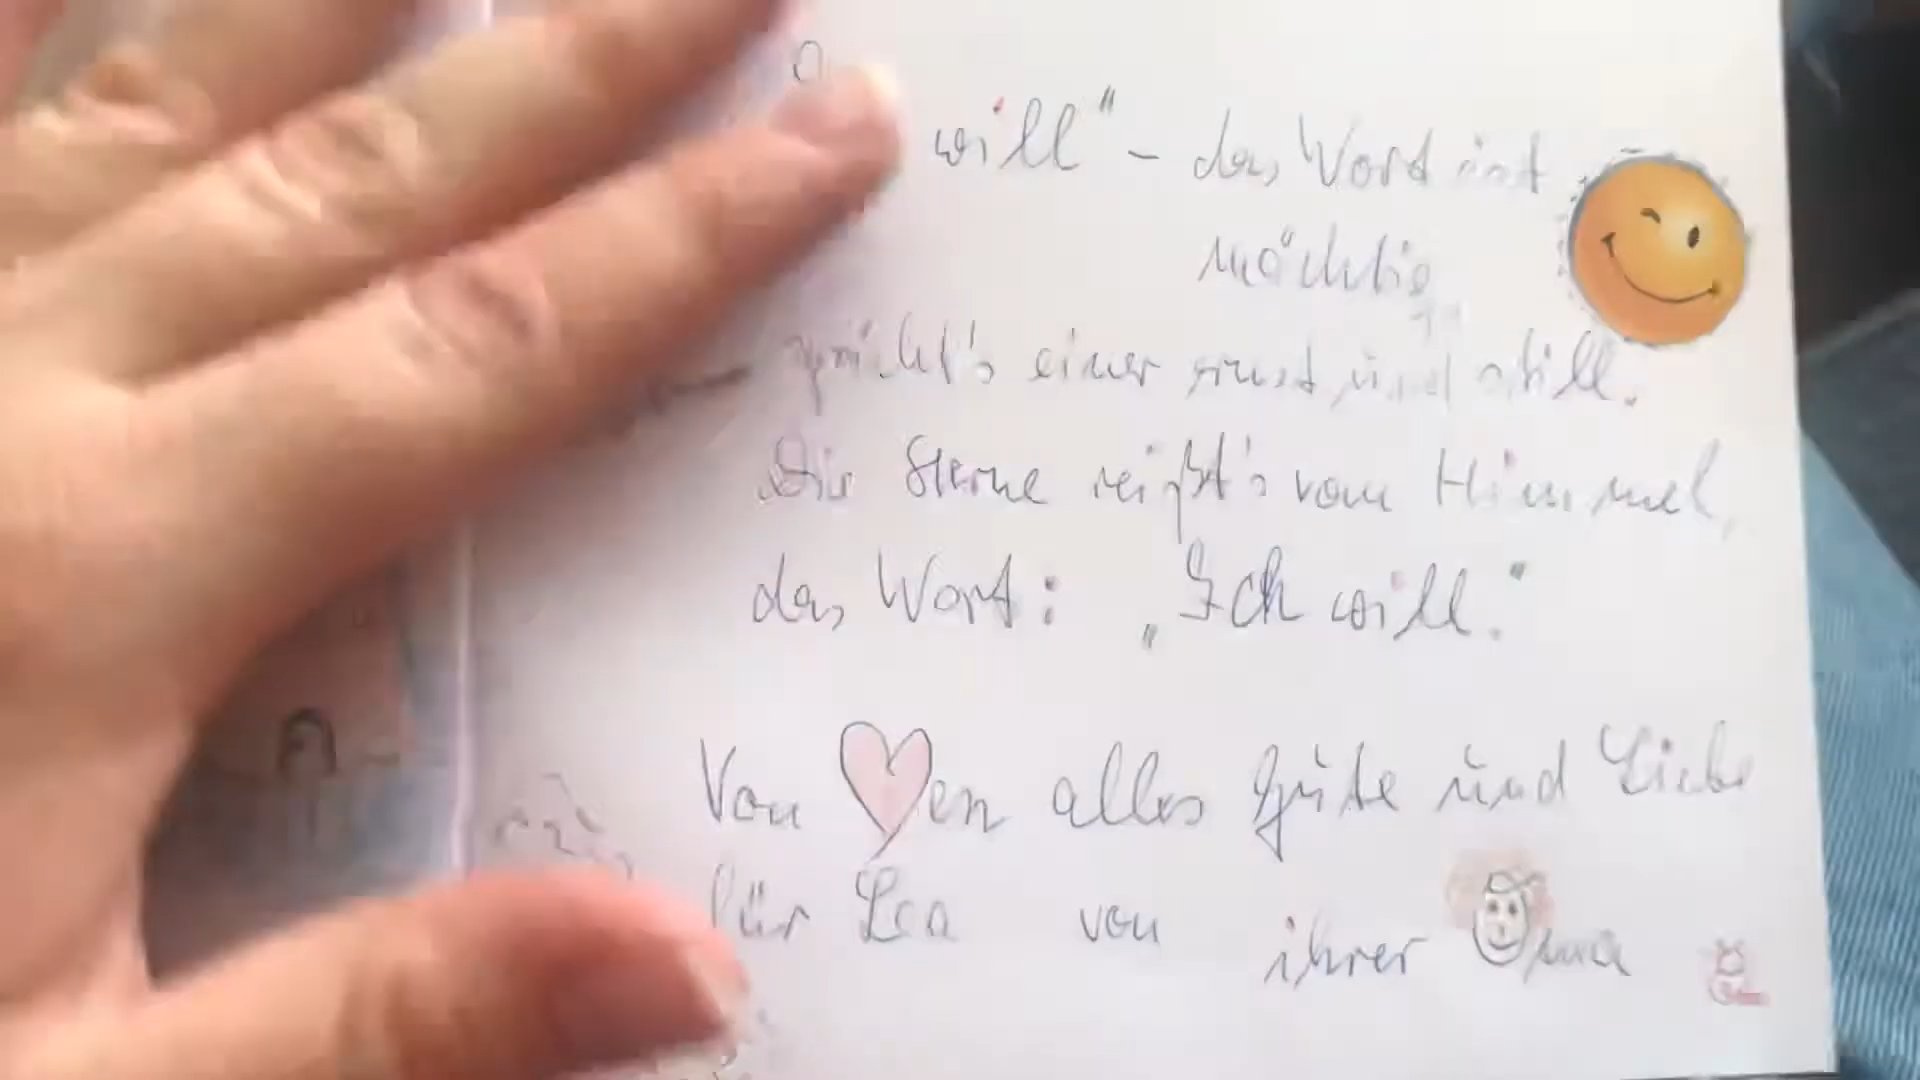 will" - das Wort ist
mächtig
spricht's einer ernst und still.
Die Sterne reißt's vom Himmel,
das Wort: „Ich will."
Von en alles Gute und Liebe
für Lea von ihrer Oma